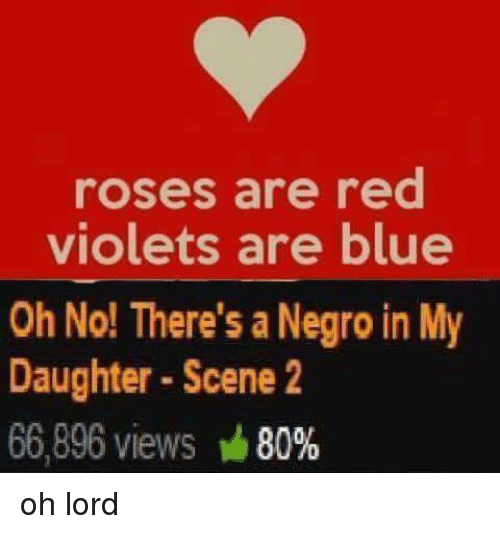 roses are red
violets are blue
Oh No! There's a Negro in My
Daughter - Scene 2
66,896 views 80%
oh lord